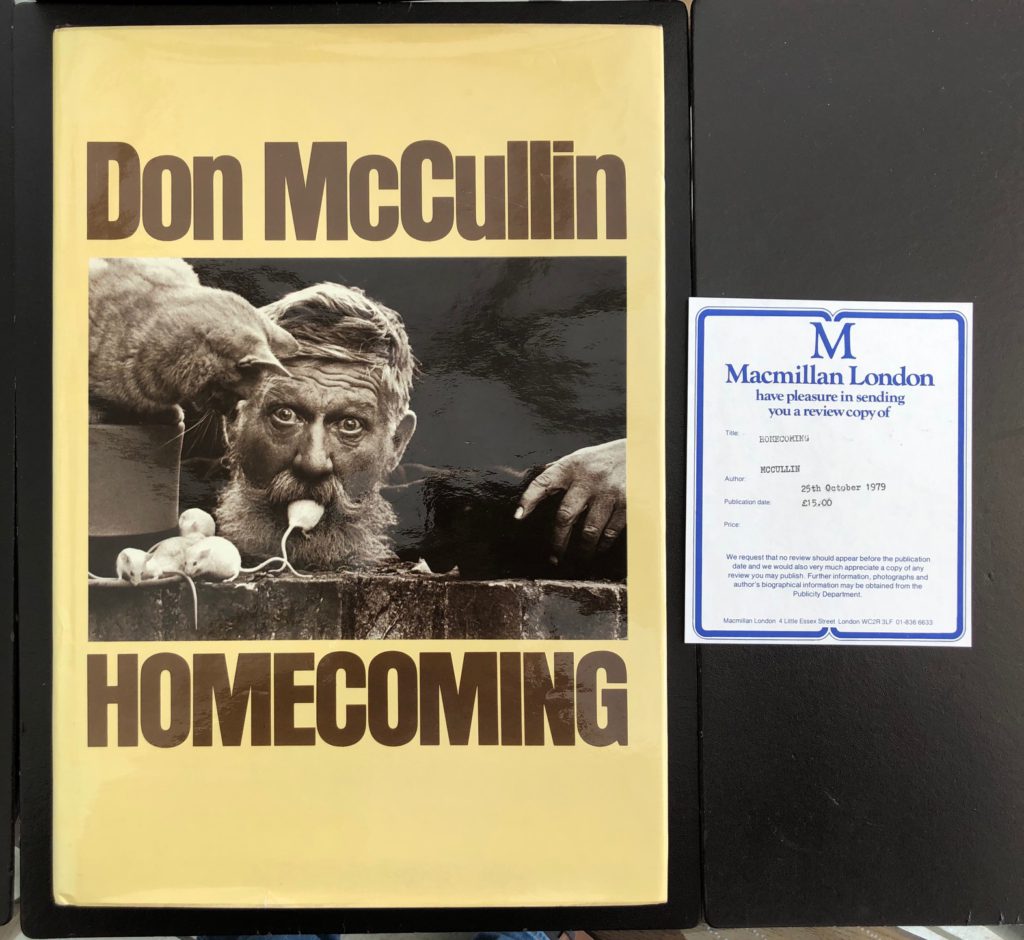 Don McCullin
HOMECOMING
M
Macmillan London
have pleasure in sending
you a review copy of
Title:
HOMECOMING
MCCULLIN
Author:
25th October 1979
Publication date:
£15.00
Price:
We request that no review should appear before the publication
date and we would also very much appreciate a copy of any
review you may publish. Further information, photographs and
author's biographical information may be obtained from the
Publicity Department.
Macmillan London 4 Little Essex Street London WC2R 3LF 01-836 6633